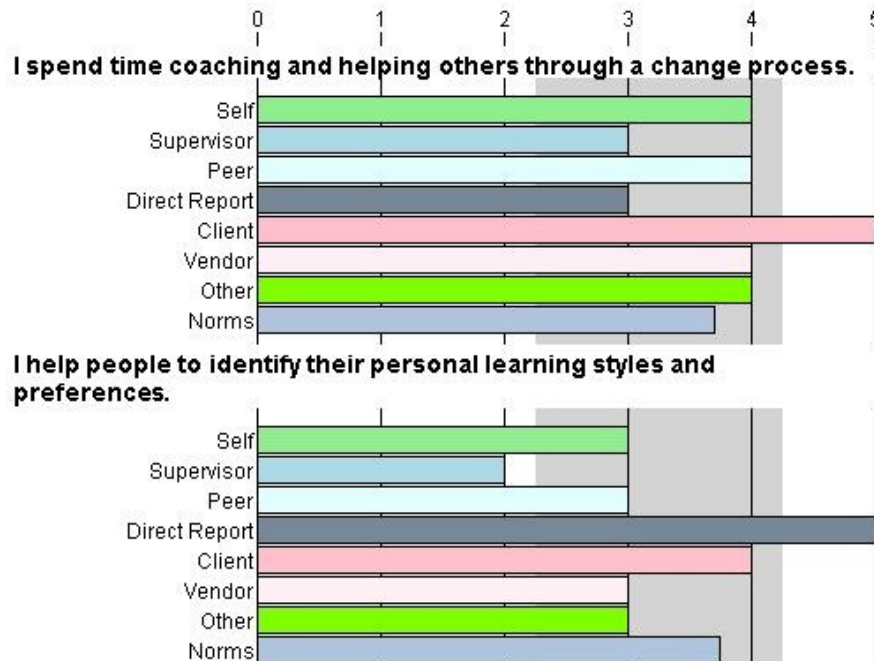 0 1 2 3 4 5
I spend time coaching and helping others through a change process.
Self
Supervisor
Peer
Direct Report
Client
Vendor
Other
Norms
I help people to identify their personal learning styles and
preferences.
Self
Supervisor
Peer
Direct Report
Client
Vendor
Other
Norms